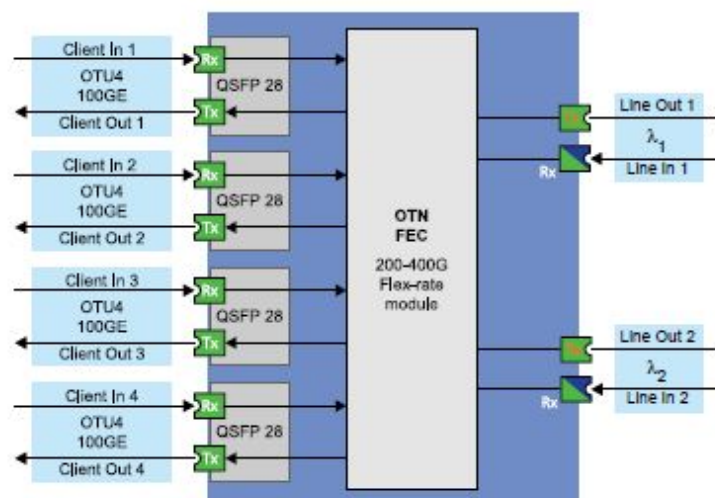 Client In 1
OTU4
100GE
Client Out 1
Rx
QSFP 28
Tx
Client In 2
OTU4
100GE
Client Out 2
Rx
QSFP 28
Tx
Client In 3
OTU4
100GE
Client Out 3
Rx
QSFP 28
Tx
Client In 4
OTU4
100GE
Client Out 4
Rx
QSFP 28
Tx
OTN
FEC
200-400G
Flex-rate
module
Line Out 1
λ1
Line In 1
Rx
Line Out 2
λ2
Line In 2
Rx